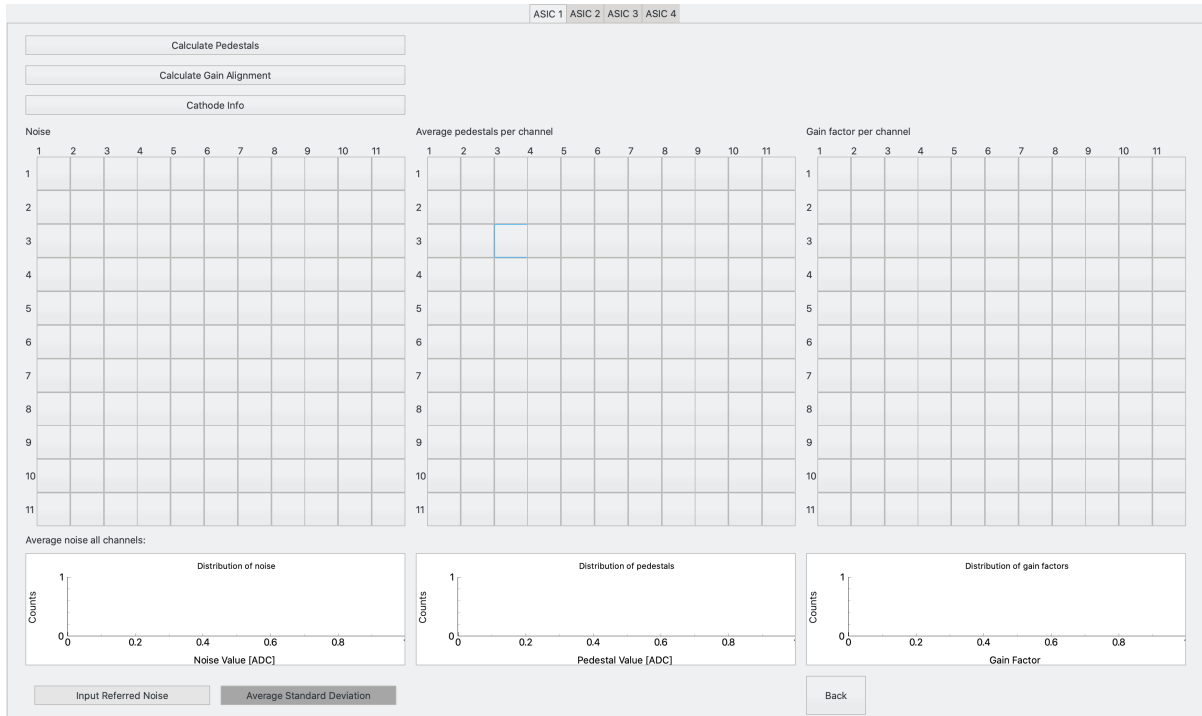 ASIC 1 ASIC 2 ASIC 3 ASIC 4
Calculate Pedestals
Calculate Gain Alignment
Cathode Info
Noise Average pedestals per channel Gain factor per channel
1 2 3 4 5 6 7 8 9 10 11 1 2 3 4 5 6 7 8 9 10 11 1 2 3 4 5 6 7 8 9 10 11
1 1 1
2 2 2
3 3 3
4 4 4
5 5 5
6 6 6
7 7 7
8 8 8
9 9 9
10 10 10
11 11 11
Average noise all channels:
Distribution of noise Distribution of pedestals Distribution of gain factors
1 1 1
Counts Counts Counts
0 0 0
0 0.2 0.4 0.6 0.8 0 0.2 0.4 0.6 0.8 0 0.2 0.4 0.6 0.8
Noise Value [ADC] Pedestal Value [ADC] Gain Factor
Input Referred Noise Average Standard Deviation Back